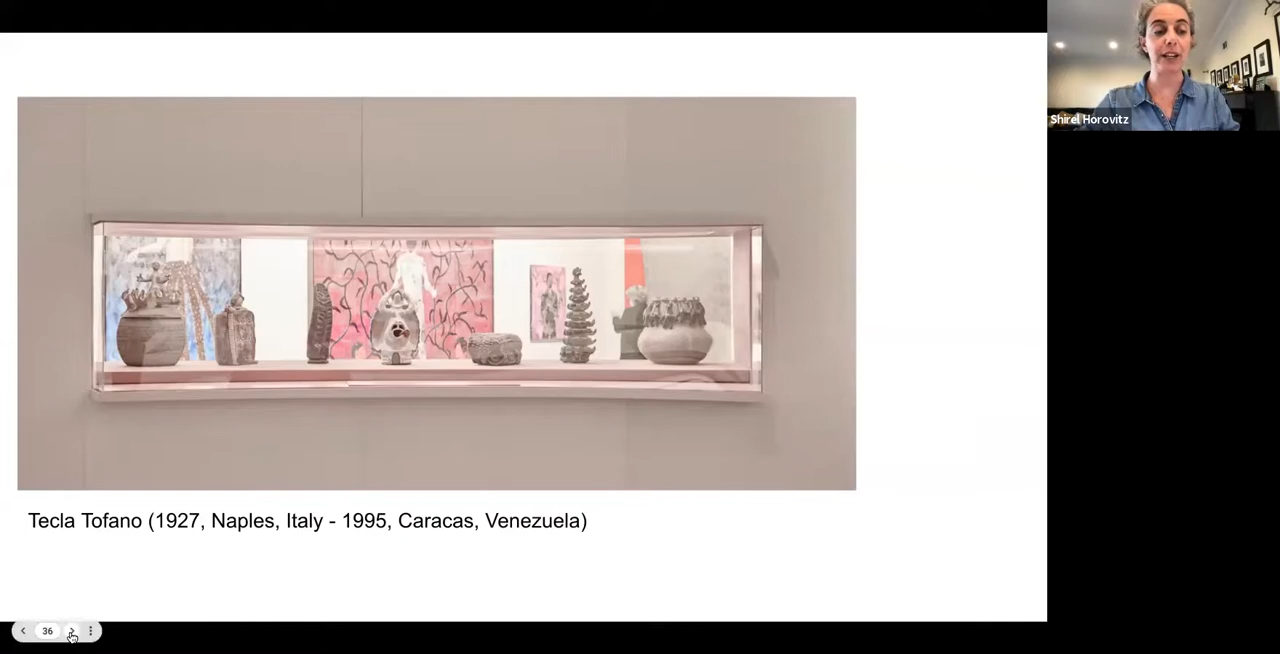 Shirel Horovitz
Tecla Tofano (1927, Naples, Italy - 1995, Caracas, Venezuela)
36